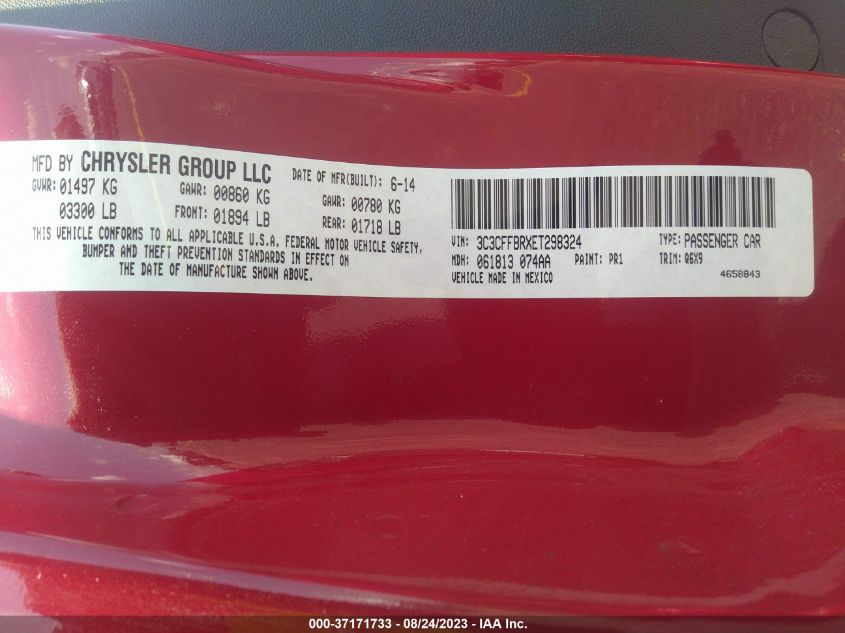 MFD BY CHRYSLER GROUP LLC
DATE OF MFR(BUILT): 6-14
GVWR: 01497 KG GAWR: 00860 KG GAWR: 00780 KG
03300 LB FRONT: 01894 LB REAR: 01718 LB
THIS VEHICLE CONFORMS TO ALL APPLICABLE U.S.A. FEDERAL MOTOR VEHICLE SAFETY,
BUMPER AND THEFT PREVENTION STANDARDS IN EFFECT ON
THE DATE OF MANUFACTURE SHOWN ABOVE.
VIN: 3C3CFFBRXET298324 TYPE: PASSENGER CAR
MDH: 061813 074AA PAINT: PR1 TRIM: Q6X9
VEHICLE MADE IN MEXICO 4658843
000-37171733 - 08/24/2023 - IAA Inc.